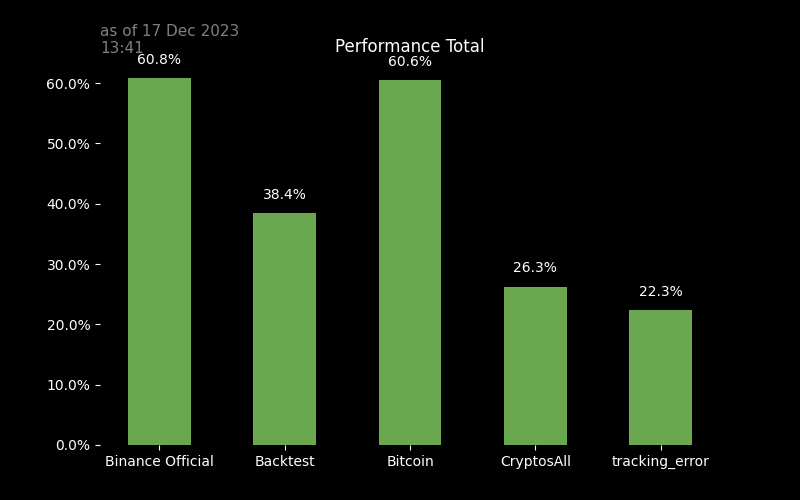 as of 17 Dec 2023
13:41
Performance Total
60.8%
38.4%
60.6%
26.3%
22.3%
60.0%
50.0%
40.0%
30.0%
20.0%
10.0%
0.0%
Binance Official
Backtest
Bitcoin
CryptosAll
tracking_error